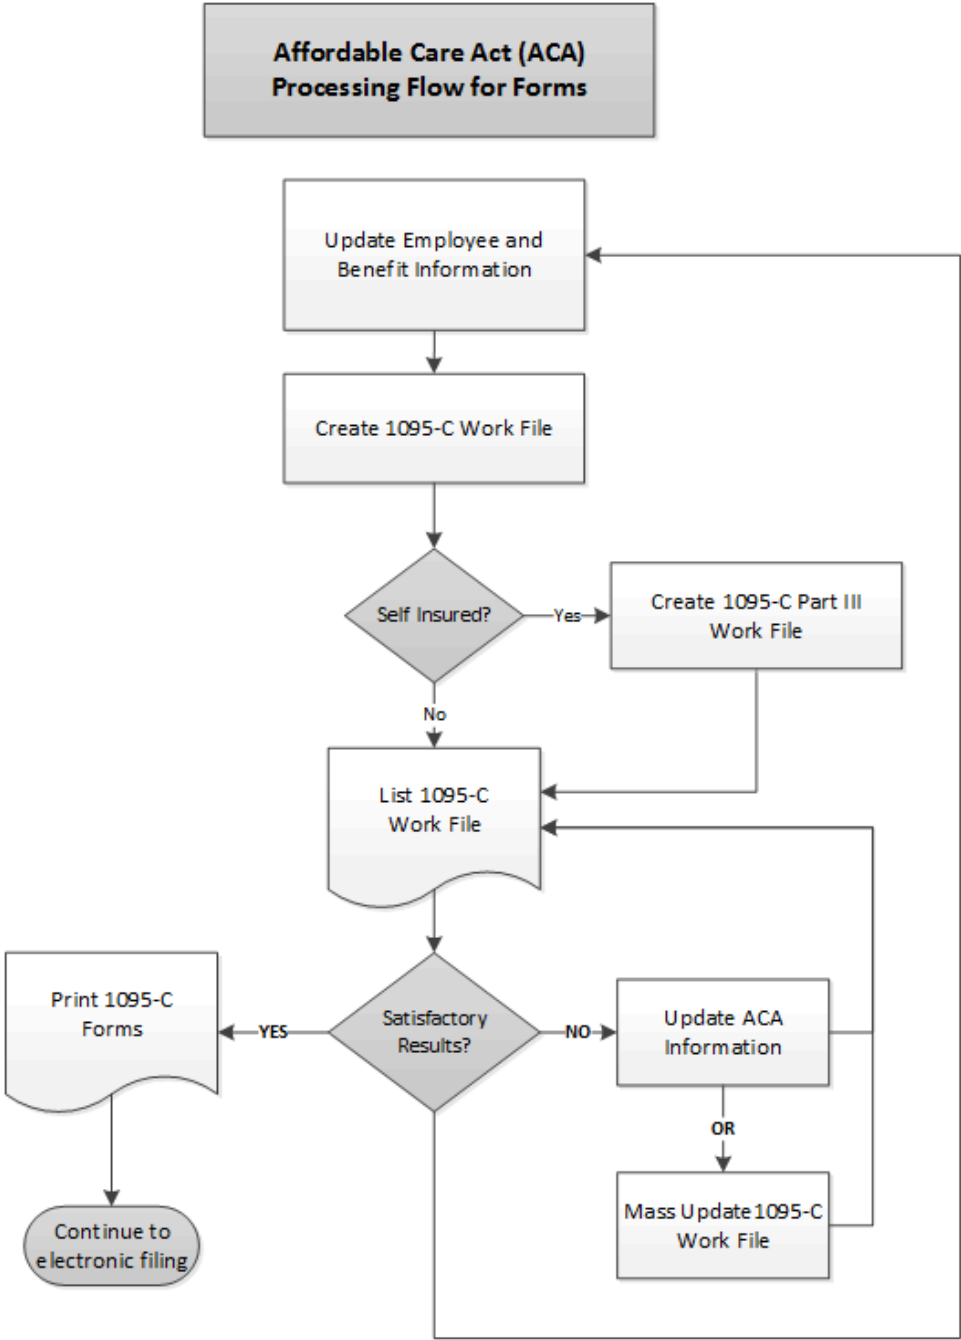 Affordable Care Act (ACA)
Processing Flow for Forms
Update Employee and
Benefit Information
Create 1095-C Work File
Self Insured?
Yes
Create 1095-C Part III
Work File
No
List 1095-C
Work File
Print 1095-C
Forms
YES
Satisfactory
Results?
NO
Update ACA
Information
OR
Mass Update1095-C
Work File
Continue to
electronic filing